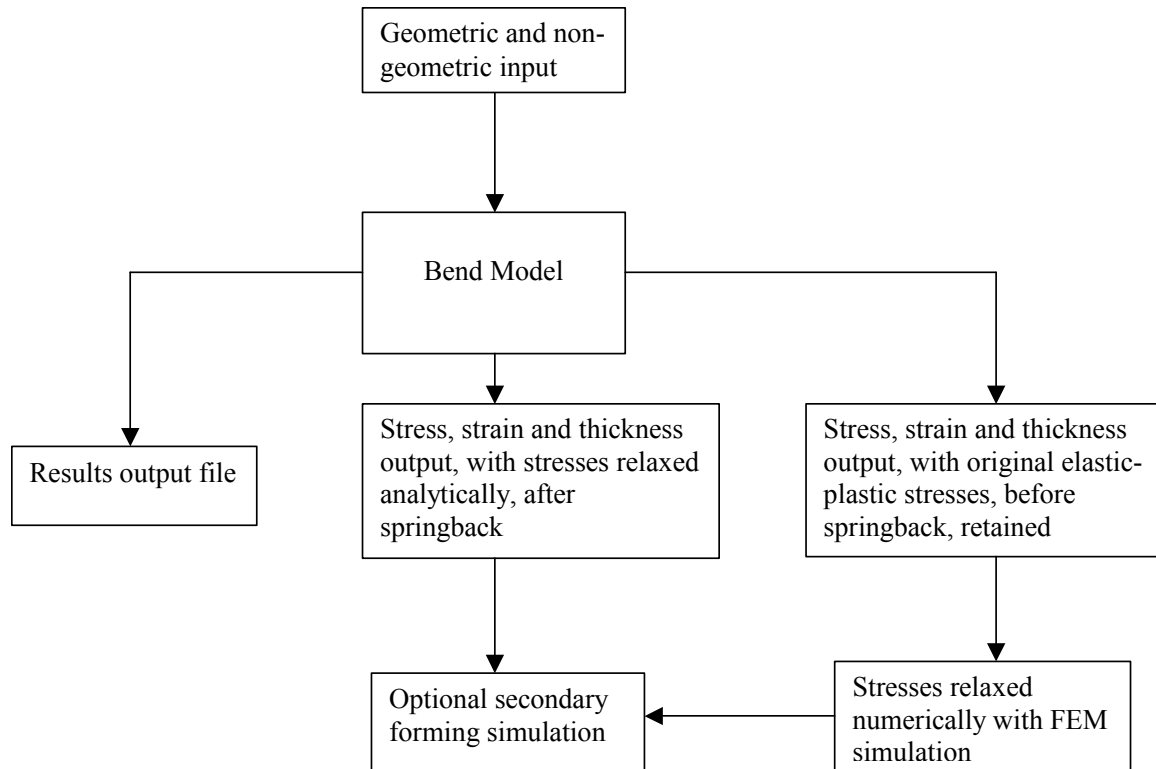 Geometric and non-
geometric input
Bend Model
Results output file
Stress, strain and thickness
output, with stresses relaxed
analytically, after
springback
Stress, strain and thickness
output, with original elastic-
plastic stresses, before
springback, retained
Optional secondary
forming simulation
Stresses relaxed
numerically with FEM
simulation